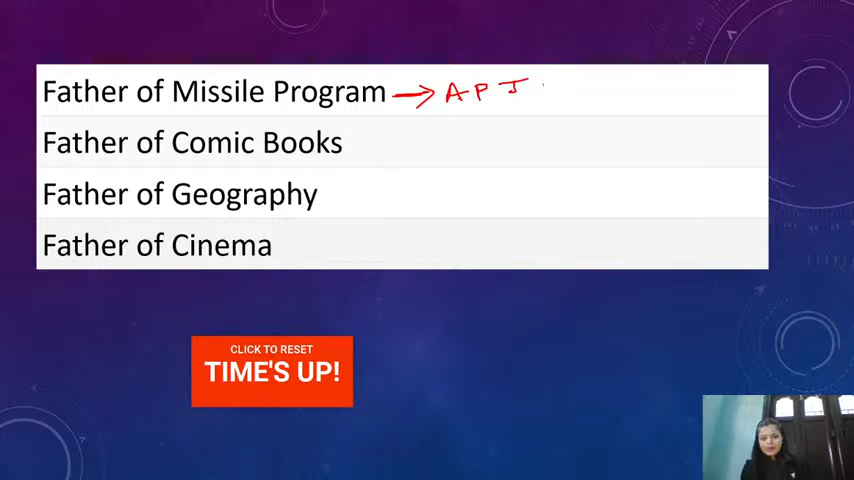 Father of Missile Program → A P J
Father of Comic Books
Father of Geography
Father of Cinema
CLICK TO RESET
TIME'S UP!